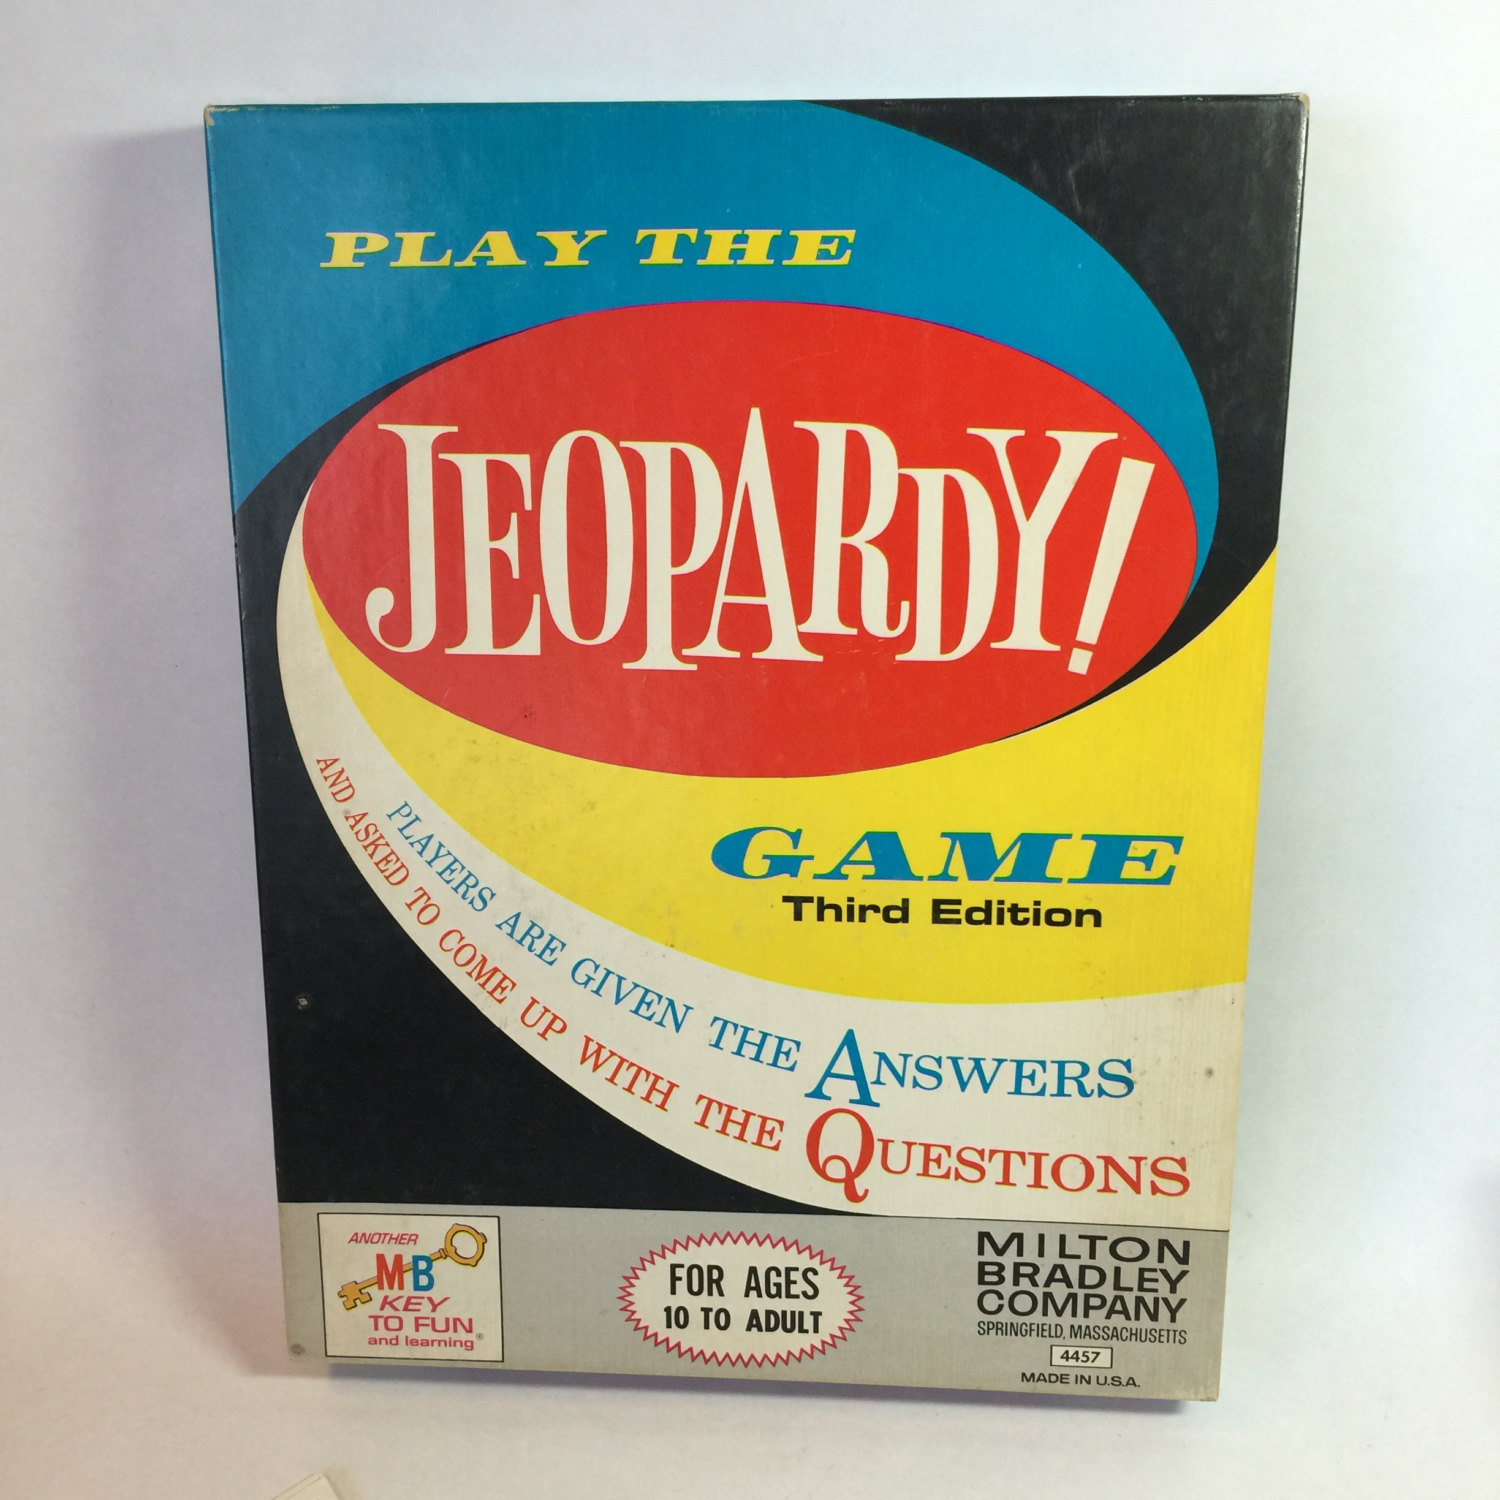 PLAY THE
JEOPARDY!
GAME
Third Edition
PLAYERS ARE GIVEN THE ANSWERS
AND ASKED TO COME UP WITH THE QUESTIONS
ANOTHER
MB
KEY
TO FUN
and learning®
FOR AGES
10 TO ADULT
MILTON
BRADLEY
COMPANY
SPRINGFIELD, MASSACHUSETTS
4457
MADE IN U.S.A.